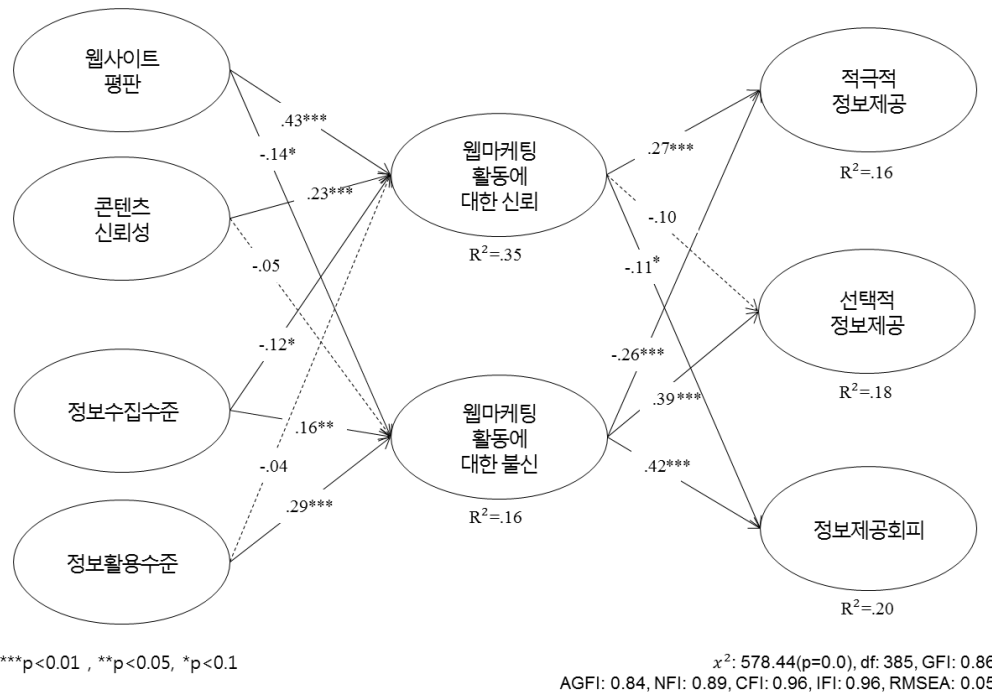 웹사이트
평판
콘텐츠
신뢰성
정보수집수준
정보활용수준
.43***
-.14*
.23***
-.05
-.12*
.16**
-.04
.29***
웹마케팅
활동에
대한 신뢰
R²=.35
웹마케팅
활동에
대한 불신
R²=.16
.27***
-.10
-.11*
-.26***
.39***
.42***
적극적
정보제공
R²=.16
선택적
정보제공
R²=.18
정보제공회피
R²=.20
***p<0.01 , **p<0.05, *p<0.1
x²: 578.44(p=0.0), df: 385, GFI: 0.86
AGFI: 0.84, NFI: 0.89, CFI: 0.96, IFI: 0.96, RMSEA: 0.05